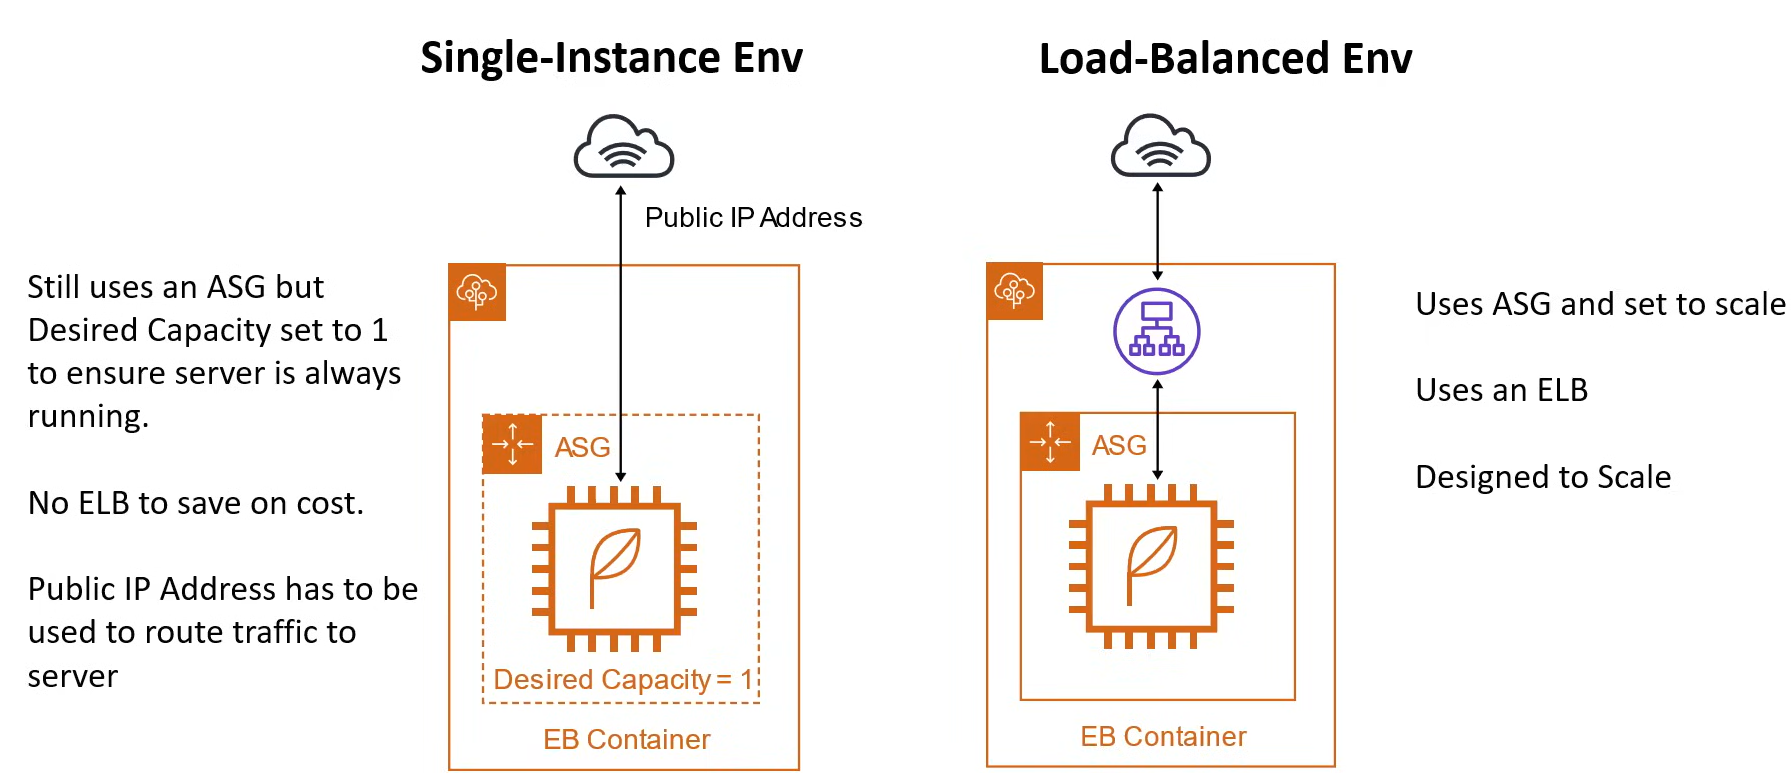 Single-Instance Env
Public IP Address
Still uses an ASG but
Desired Capacity set to 1
to ensure server is always
running.
No ELB to save on cost.
Public IP Address has to be
used to route traffic to
server
ASG
Desired Capacity = 1
EB Container
Load-Balanced Env
ASG
EB Container
Uses ASG and set to scale
Uses an ELB
Designed to Scale